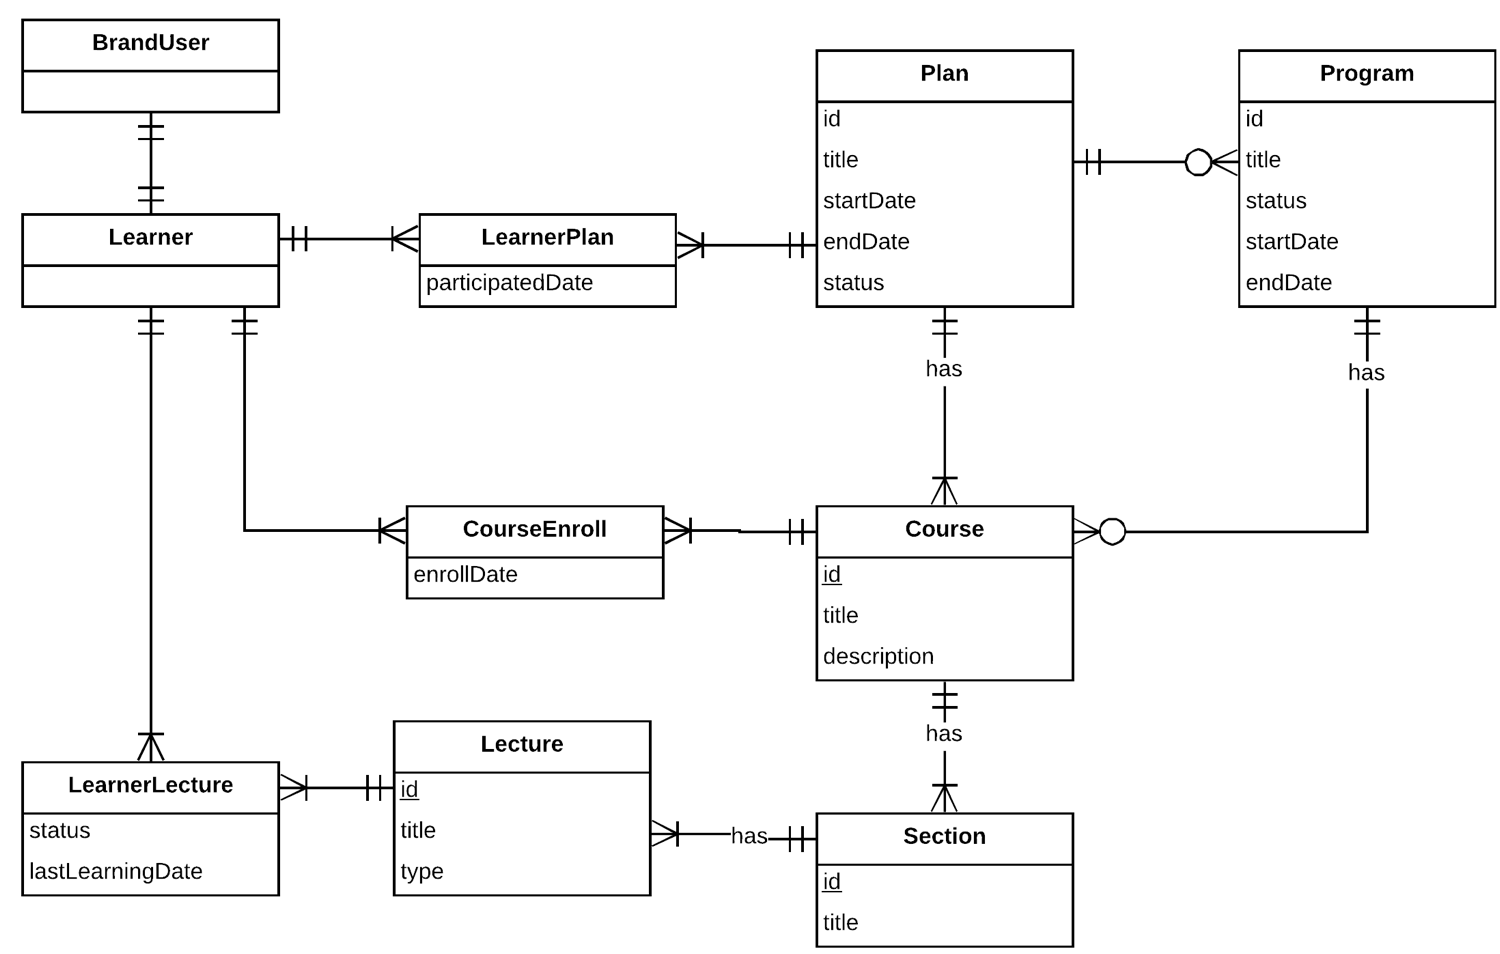 BrandUser
Plan
id
title
startDate
endDate
status
Program
id
title
status
startDate
endDate
Learner
LearnerPlan
participatedDate
has
has
CourseEnroll
enrollDate
Course
id
title
description
has
LearnerLecture
status
lastLearningDate
Lecture
id
title
type
has
Section
id
title